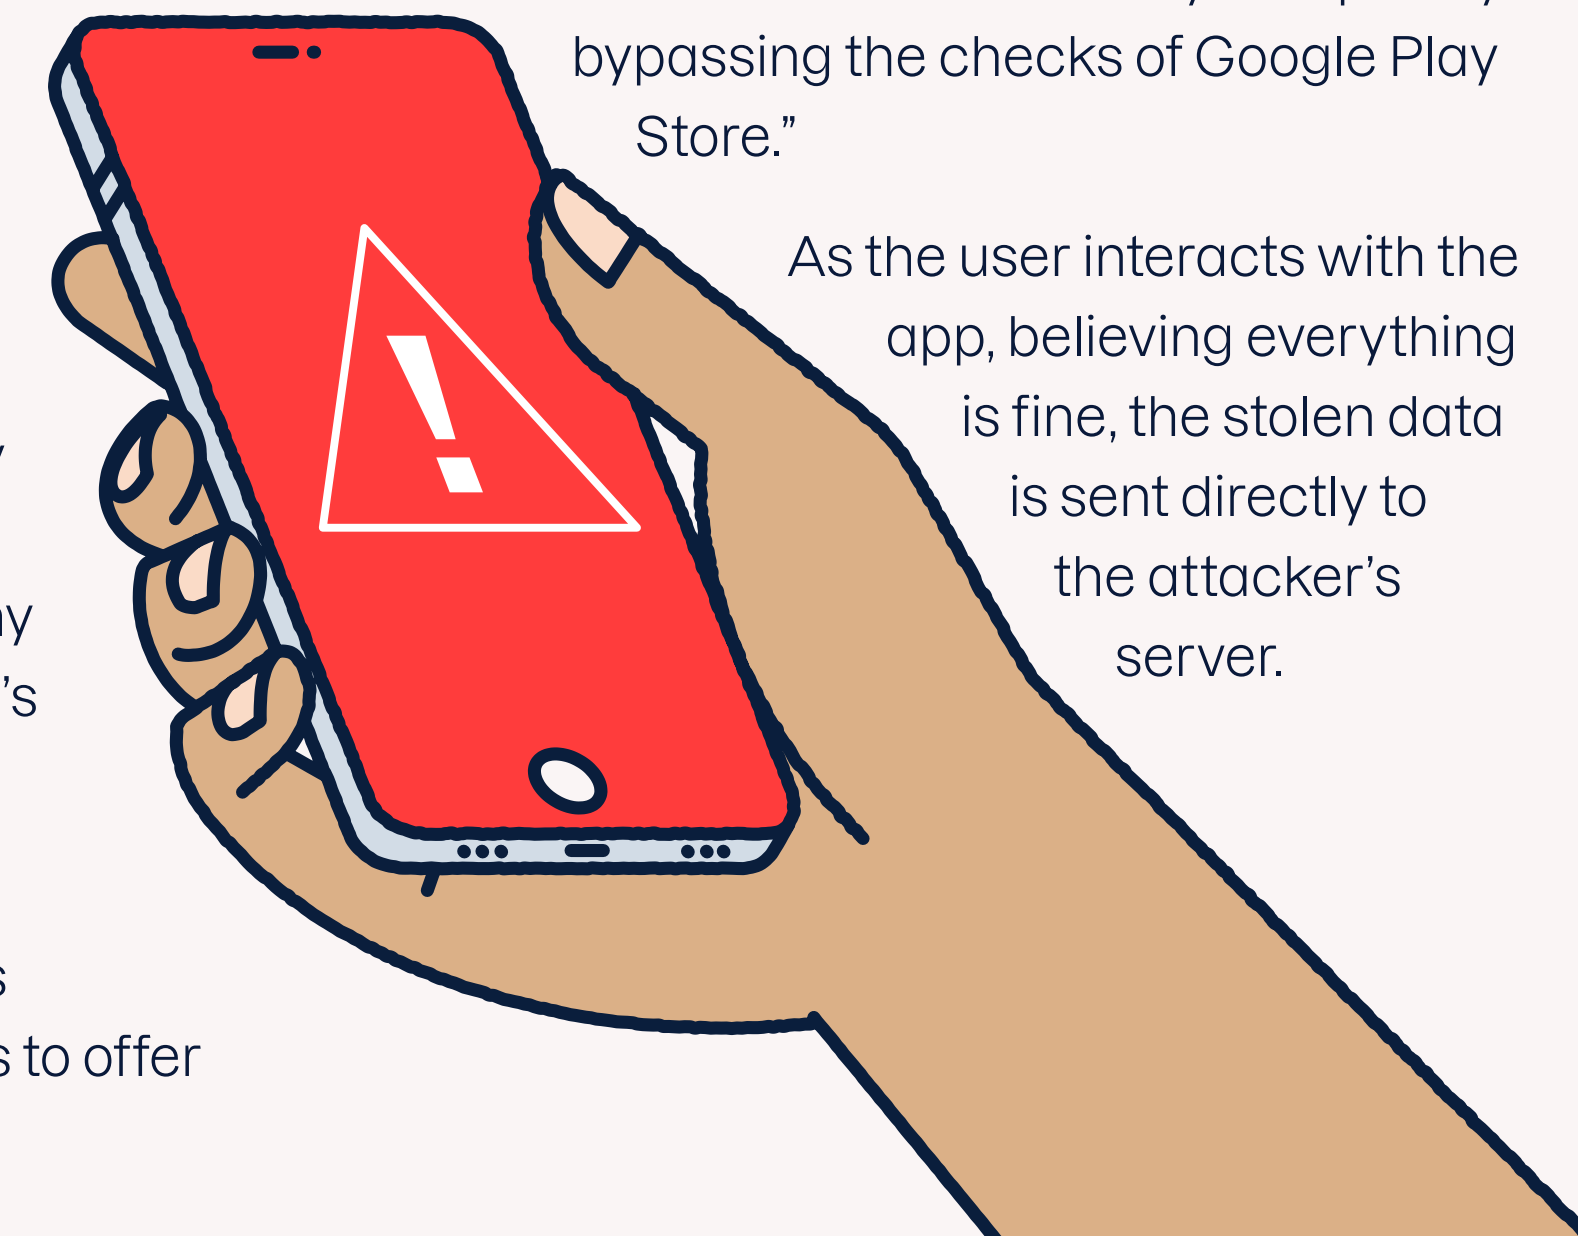 bypassing the checks of Google Play
Store.”
As the user interacts with the
app, believing everything
is fine, the stolen data
is sent directly to
the attacker’s
server.
’s
to offer